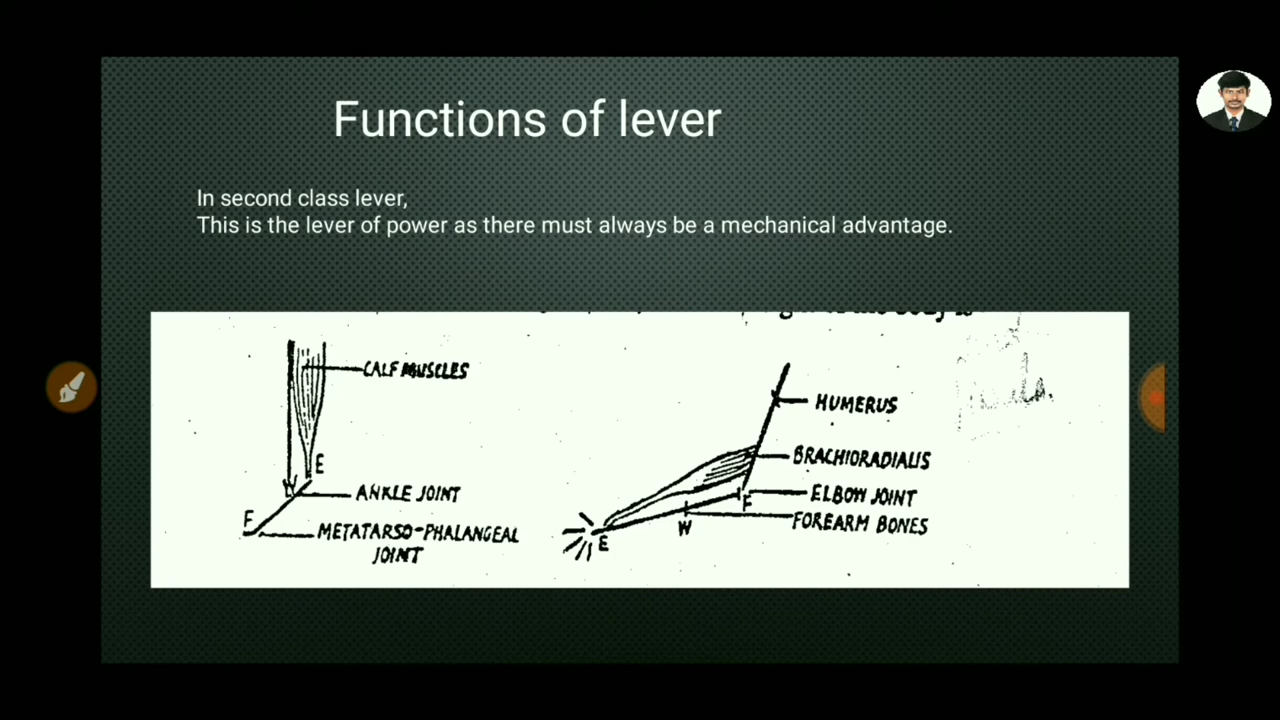 Functions of lever
In second class lever,
This is the lever of power as there must always be a mechanical advantage.
CALF MUSCLES
E
W
ANKLE JOINT
F
METATARSO-PHALANGEAL
JOINT
HUMERUS
BRACHIORADIALIS
ELBOW JOINT
F
FOREARM BONES
W
E